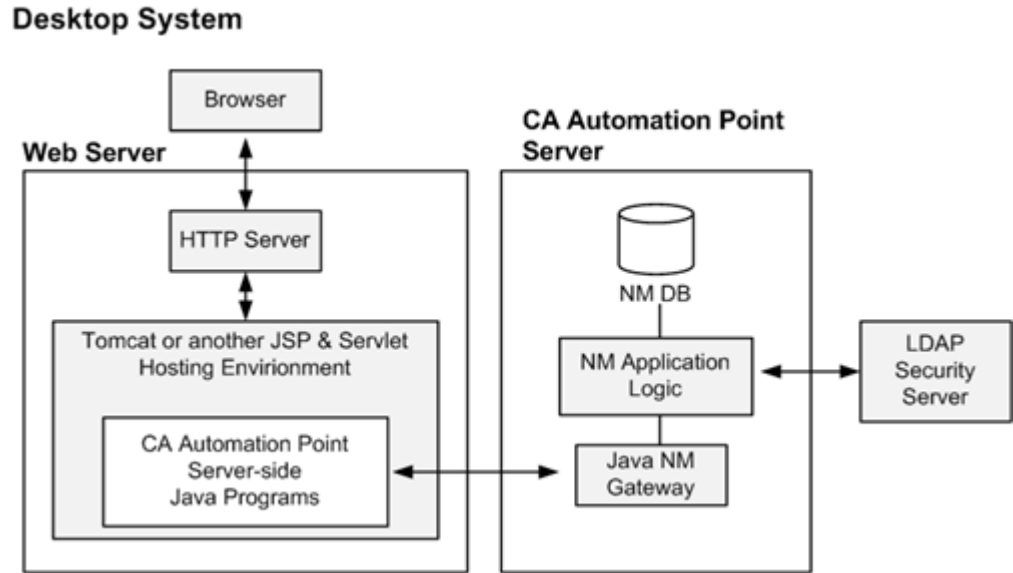 Desktop System
Browser
Web Server
HTTP Server
Tomcat or another JSP & Servlet
Hosting Envirionment
CA Automation Point
Server-side
Java Programs
CA Automation Point
Server
NM DB
NM Application
Logic
Java NM
Gateway
LDAP
Security
Server